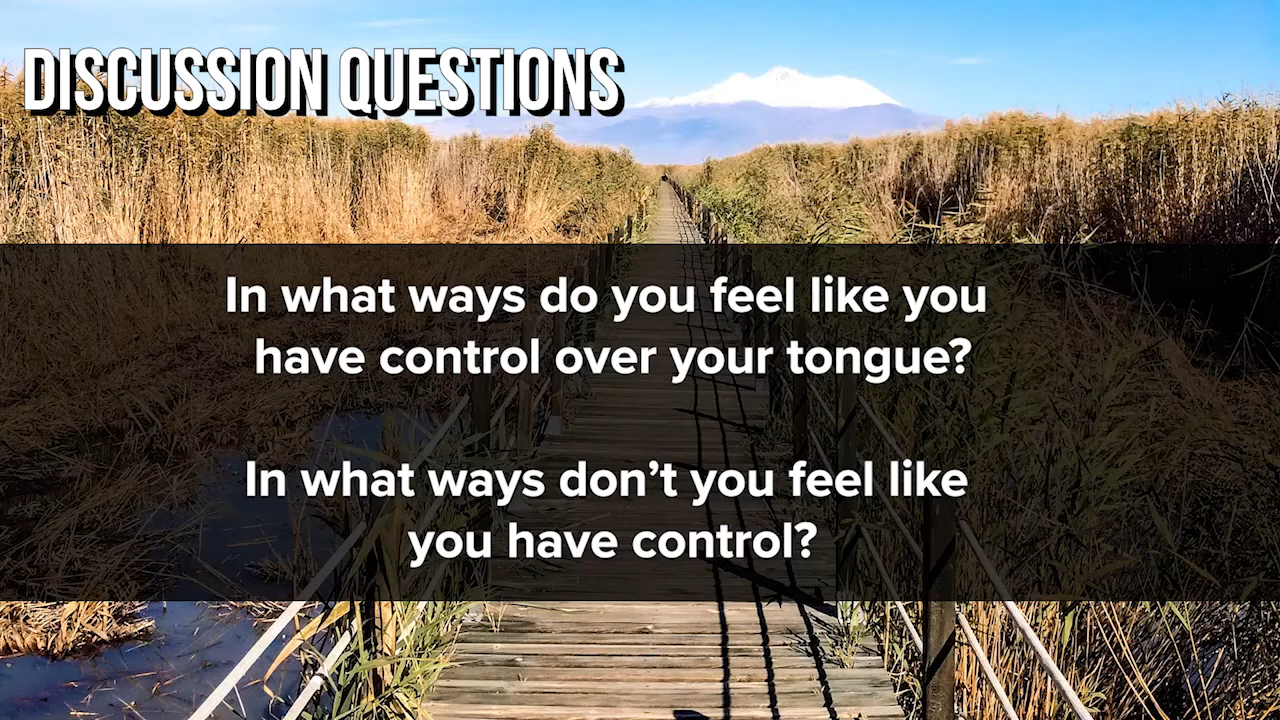 DISCUSSION QUESTIONS
In what ways do you feel like you
have control over your tongue?
In what ways don’t you feel like
you have control?